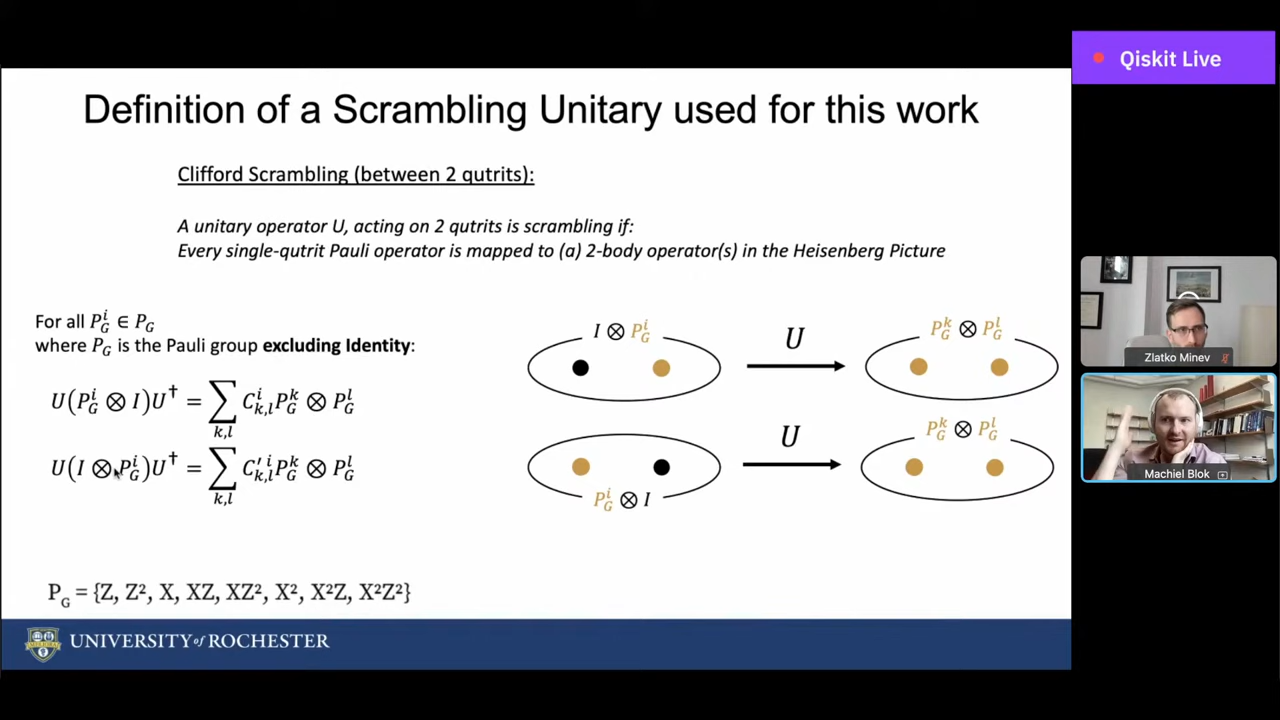 Definition of a Scrambling Unitary used for this work
Clifford Scrambling (between 2 qutrits):
A unitary operator U, acting on 2 qutrits is scrambling if:
Every single-qutrit Pauli operator is mapped to (a) 2-body operator(s) in the Heisenberg Picture
For all P_G^i ∈ P_G
where P_G is the Pauli group excluding Identity:
U(P_G^i ⊗ I)U^† = ∑_{k,l} C_{k,l}^i P_G^k ⊗ P_G^l
U(I ⊗ P_G^i)U^† = ∑_{k,l} C'^i_{k,l} P_G^k ⊗ P_G^l
I ⊗ P_G^i
U
P_G^k ⊗ P_G^l
P_G^i ⊗ I
U
P_G^k ⊗ P_G^l
P_G = {Z, Z², X, XZ, XZ², X², X²Z, X²Z²}
UNIVERSITY of ROCHESTER
Qiskit Live
Zlatko Minev
Machiel Blok